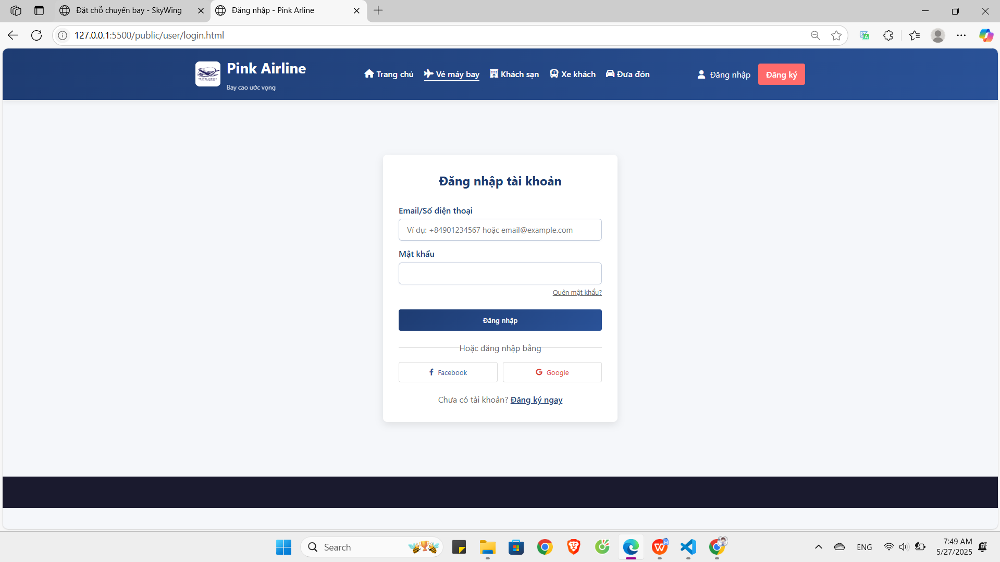 Đặt chỗ chuyến bay - SkyWing
Đăng nhập - Pink Arline
127.0.0.1:5500/public/user/login.html
Pink Airline
Bay cao ước vọng
TRAVEL AGENCY
Trang chủ
Vé máy bay
Khách sạn
Xe khách
Đưa đón
Đăng nhập
Đăng ký
Đăng nhập tài khoản
Email/Số điện thoại
Ví dụ: +84901234567 hoặc email@example.com
Mật khẩu
Quên mật khẩu?
Đăng nhập
Hoặc đăng nhập bằng
Facebook
Google
Chưa có tài khoản? Đăng ký ngay
Search
ENG
7:49 AM
5/27/2025